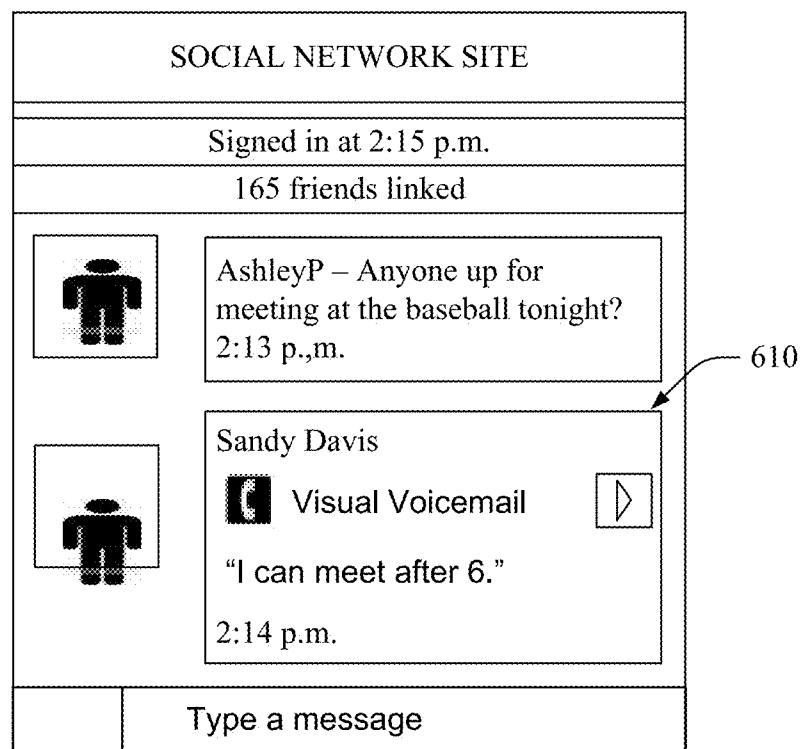 SOCIAL NETWORK SITE
Signed in at 2:15 p.m.
165 friends linked
AshleyP – Anyone up for
meeting at the baseball tonight?
2:13 p.,m.
610
Sandy Davis
Visual Voicemail
“I can meet after 6.”
2:14 p.m.
Type a message